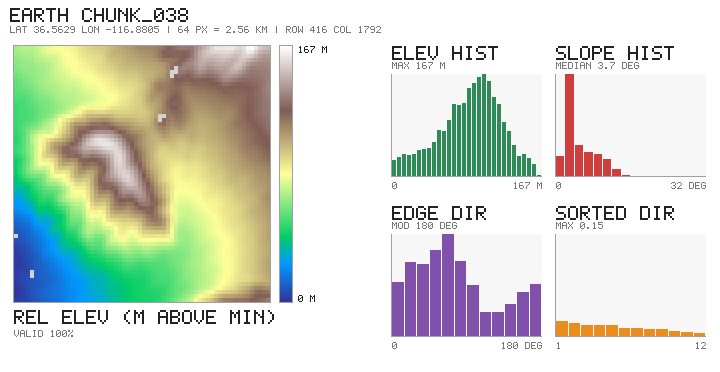 EARTH CHUNK_038
LAT 36.5629 LON -116.8805 | 64 PX = 2.56 KM | ROW 416 COL 1792
167 M
0 M
REL ELEV (M ABOVE MIN)
VALID 100%
ELEV HIST
MAX 167 M
0 167 M
SLOPE HIST
MEDIAN 3.7 DEG
0 32 DEG
EDGE DIR
MOD 180 DEG
0 180 DEG
SORTED DIR
MAX 0.15
1 12